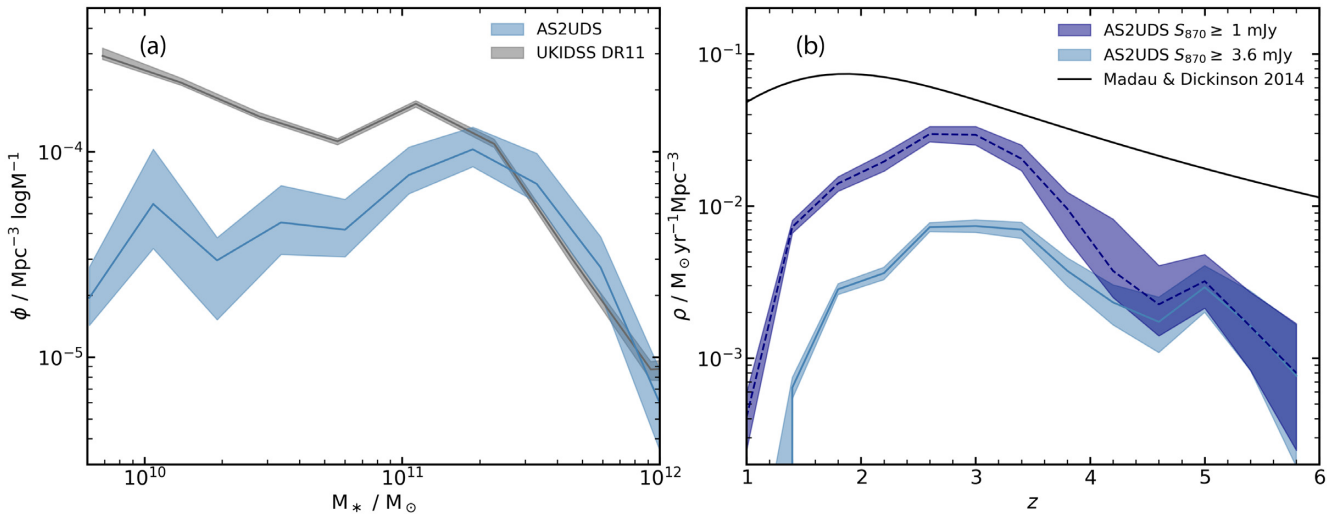 (a)
AS2UDS
UKIDSS DR11
ϕ / Mpc⁻³ logM⁻¹
10⁻⁴
10⁻⁵
10¹⁰
10¹¹
10¹²
M∗ / M⊙
(b)
AS2UDS S₈₇₀ ≥ 1 mJy
AS2UDS S₈₇₀ ≥ 3.6 mJy
Madau & Dickinson 2014
ρ / M⊙yr⁻¹Mpc⁻³
10⁻¹
10⁻²
10⁻³
1 2 3 4 5 6
z